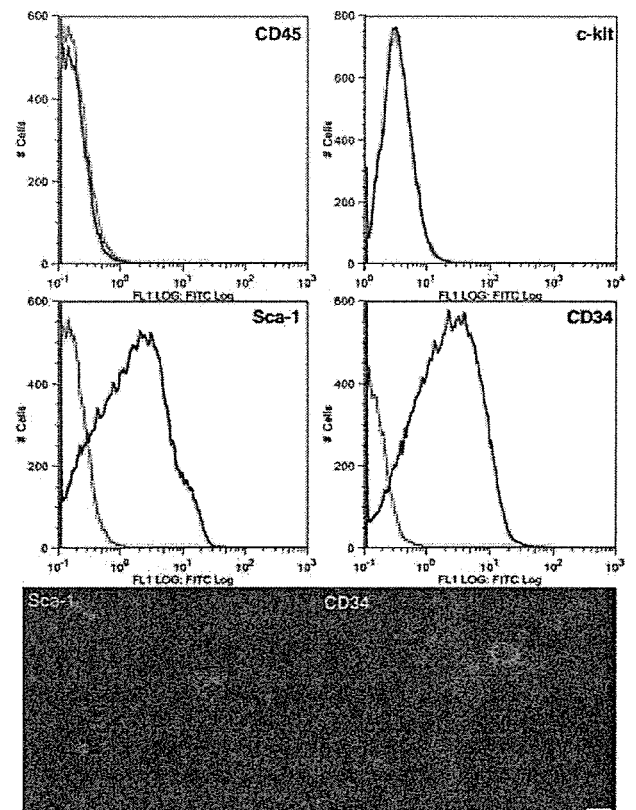 CD45
600
400
200
0
# Cells
10-1 100 101 102 103
FL1 LOG: FITC Log
c-kit
800
600
400
200
0
# Cells
100 101 102 103 104
FL1 LOG: FITC Log
Sca-1
600
400
200
0
# Cells
10-1 100 101 102 103
FL1 LOG: FITC Log
CD34
600
400
200
0
# Cells
10-1 100 101 102 103
FL1 LOG: FITC Log
Sca-1
CD34